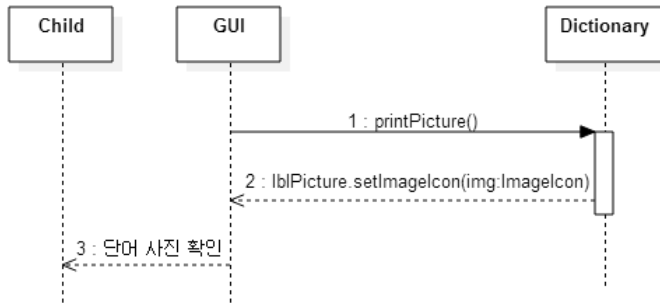 Child GUI Dictionary
1 : printPicture()
2 : lblPicture.setImageIcon(img:ImageIcon)
3 : 단어 사진 확인